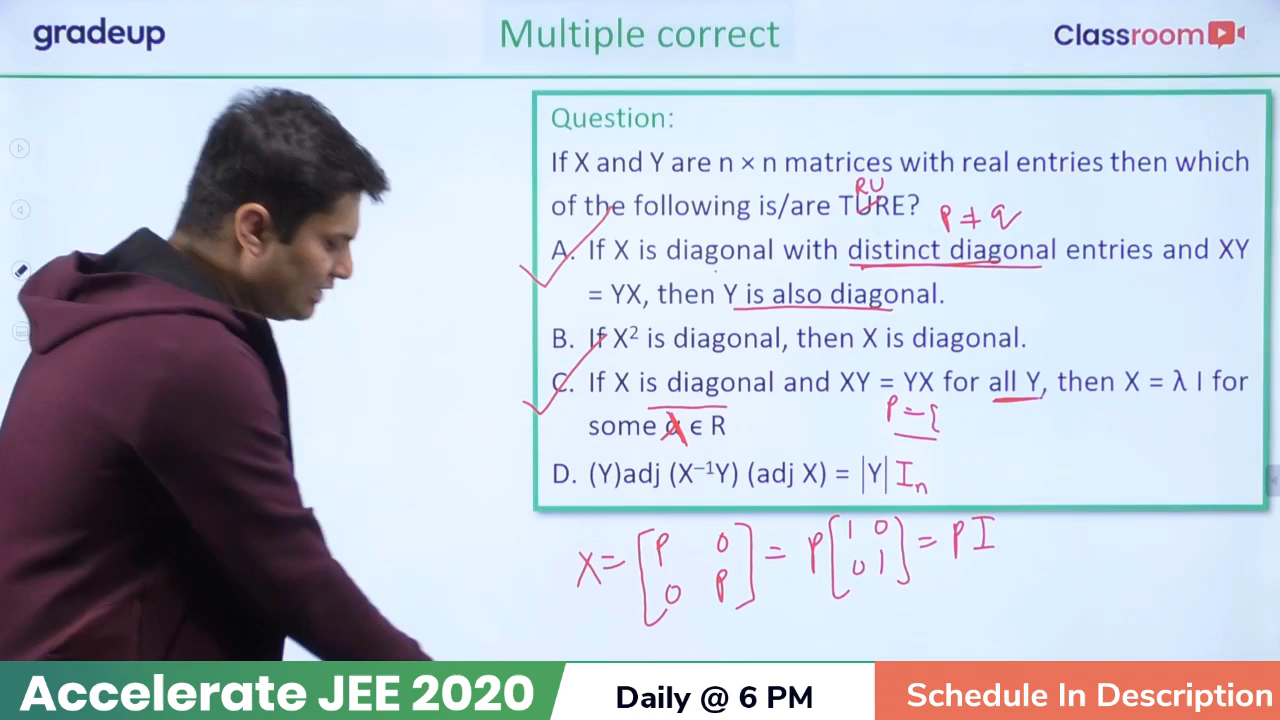 gradeup
Multiple correct
Classroom
Question:
If X and Y are n × n matrices with real entries then which
RU
of the following is/are TURE? p ≠ q
A. If X is diagonal with distinct diagonal entries and XY
= YX, then Y is also diagonal.
B. If X² is diagonal, then X is diagonal.
C. If X is diagonal and XY = YX for all Y, then X = λ I for
some λ ϵ R
D. (Y)adj (X⁻¹Y) (adj X) = |Y| Iₙ
X = [p 0 = p [1 0 = pI
0 p] 0 1]
Accelerate JEE 2020
Daily @ 6 PM
Schedule In Description